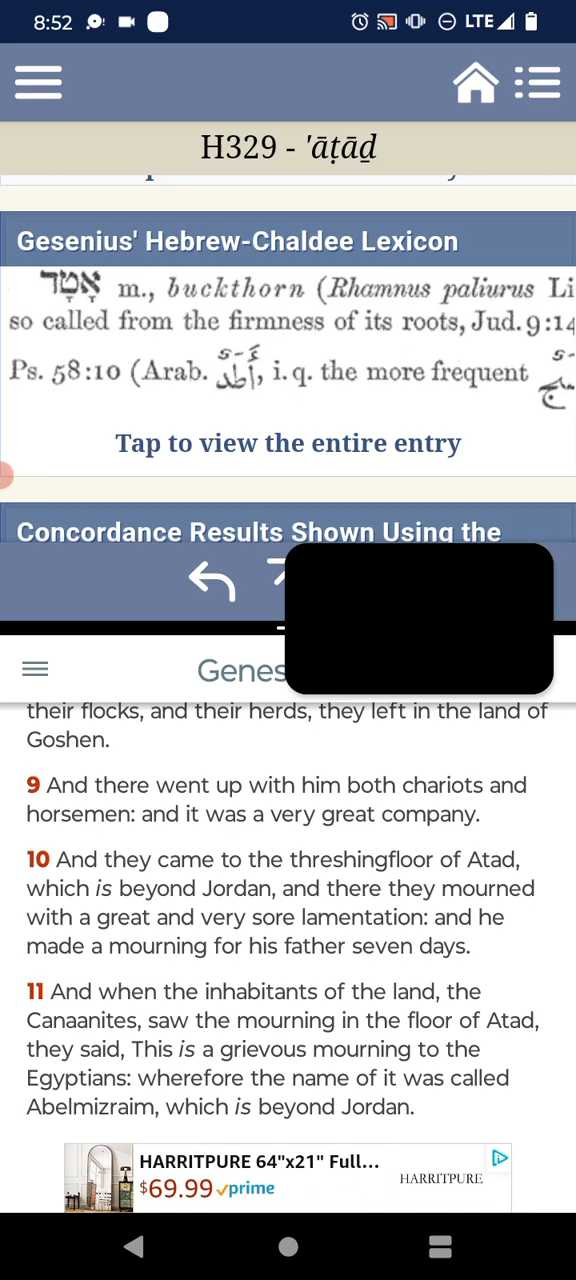 8:52 LTE
H329 - 'āṭāḏ
Gesenius' Hebrew-Chaldee Lexicon
אָטָד m., buckthorn (Rhamnus paliurus Li
so called from the firmness of its roots, Jud. 9:14
Ps. 58:10 (Arab. i.q. the more frequent
Tap to view the entire entry
Concordance Results Shown Using the
Genes
their flocks, and their herds, they left in the land of
Goshen.
9 And there went up with him both chariots and
horsemen: and it was a very great company.
10 And they came to the threshingfloor of Atad,
which is beyond Jordan, and there they mourned
with a great and very sore lamentation: and he
made a mourning for his father seven days.
11 And when the inhabitants of the land, the
Canaanites, saw the mourning in the floor of Atad,
they said, This is a grievous mourning to the
Egyptians: wherefore the name of it was called
Abelmizraim, which is beyond Jordan.
HARRITPURE 64"x21" Full...
$69.99 prime
HARRITPURE